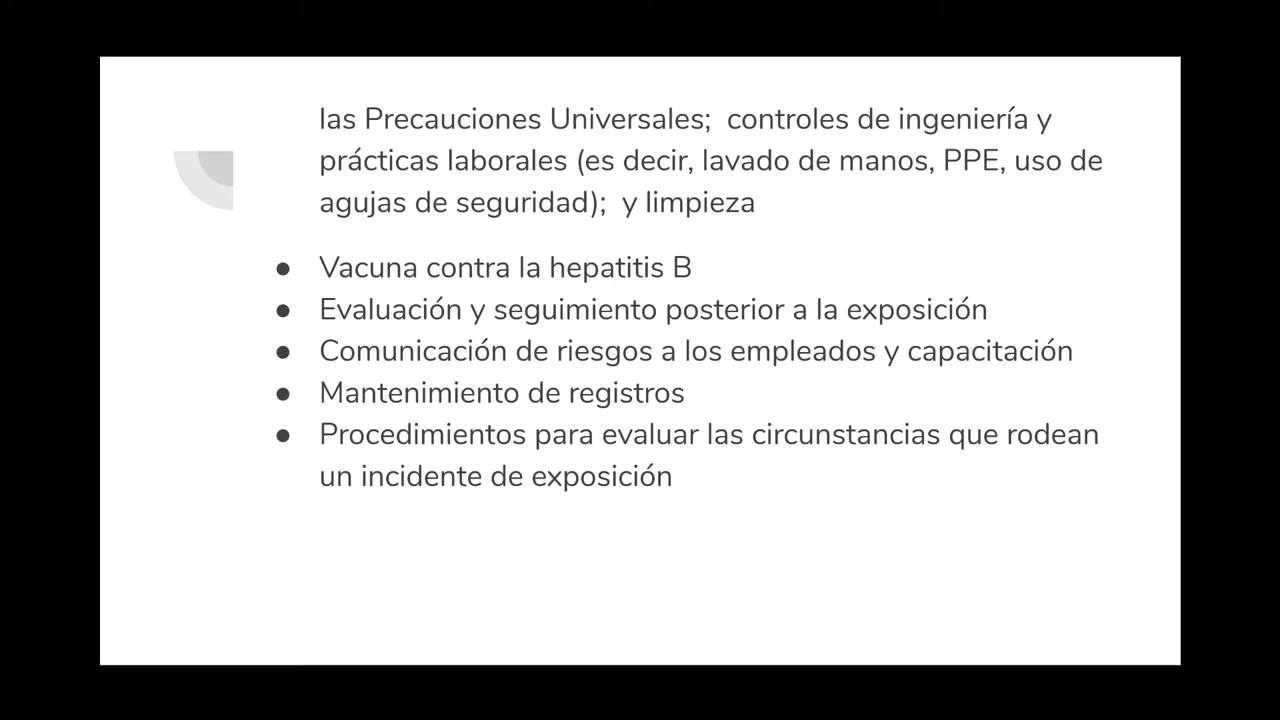 las Precauciones Universales;  controles de ingeniería y
prácticas laborales (es decir, lavado de manos, PPE, uso de
agujas de seguridad);  y limpieza
● Vacuna contra la hepatitis B
● Evaluación y seguimiento posterior a la exposición
● Comunicación de riesgos a los empleados y capacitación
● Mantenimiento de registros
● Procedimientos para evaluar las circunstancias que rodean
un incidente de exposición